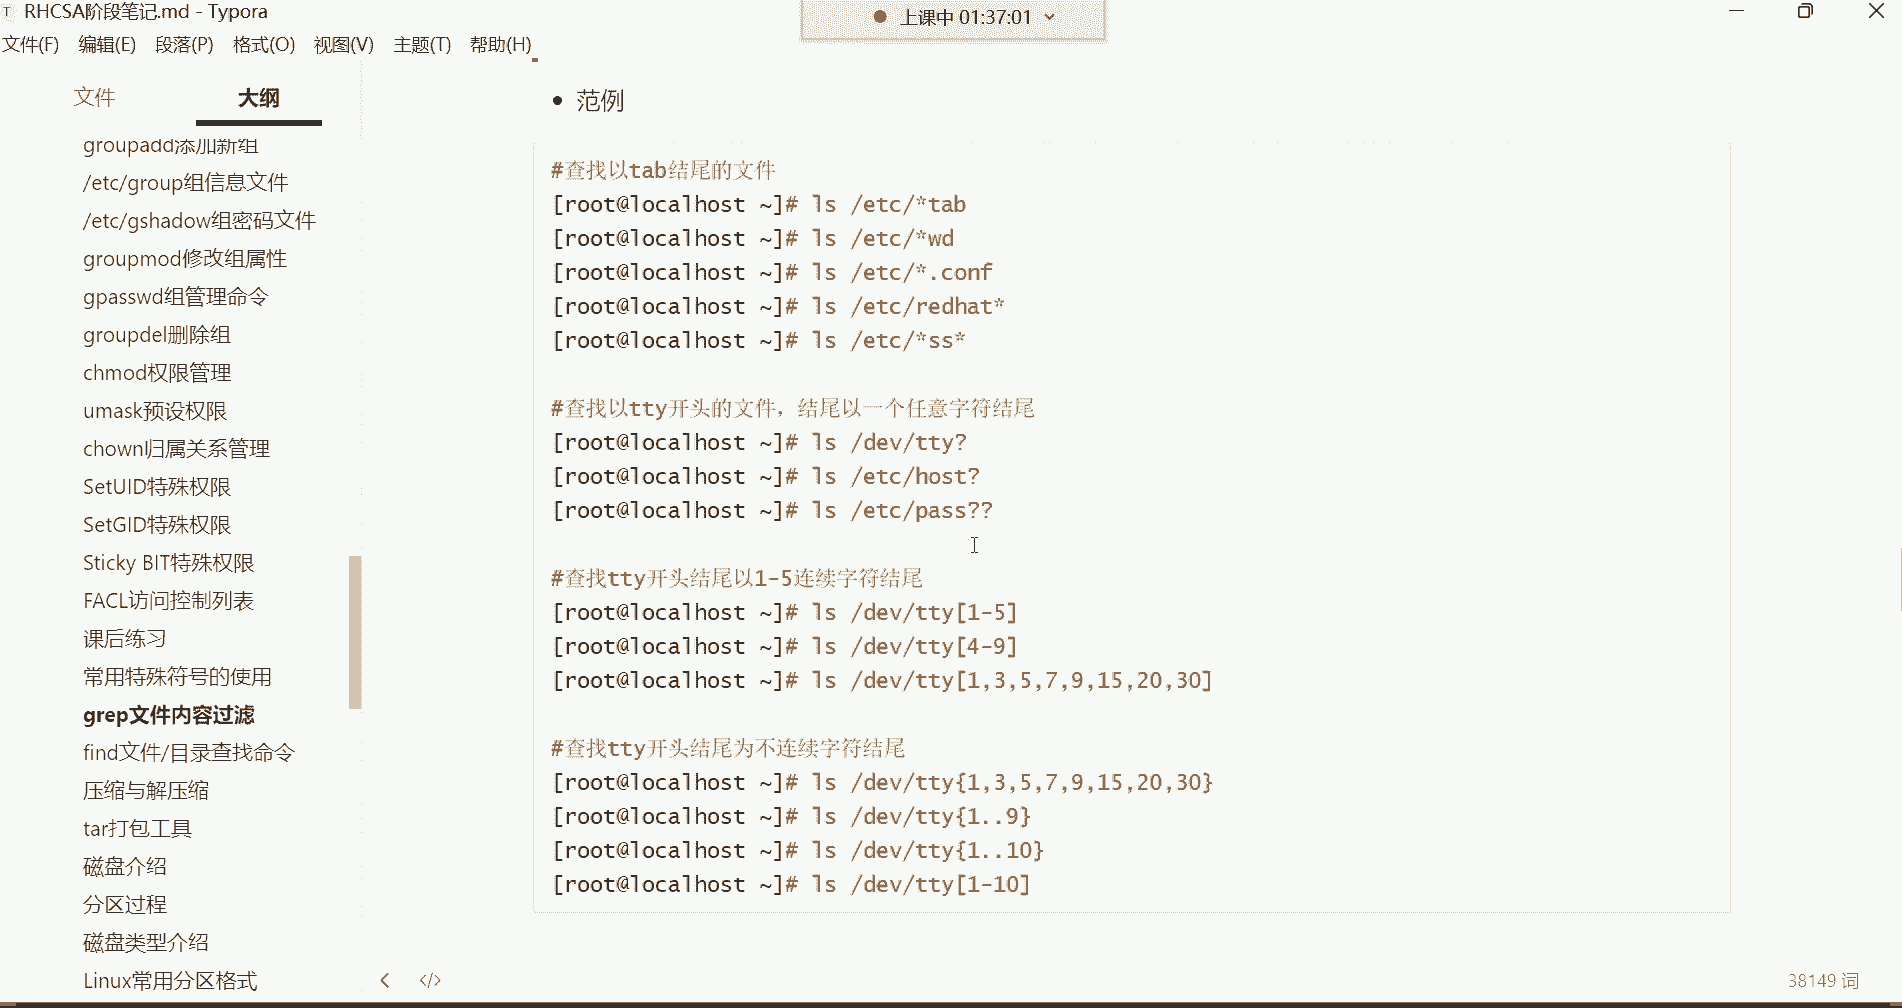 RHCSA阶段笔记.md - Typora
上课中 01:37:01
文件(F) 编辑(E) 段落(P) 格式(O) 视图(V) 主题(T) 帮助(H)
文件 大纲
groupadd添加新组
/etc/group组信息文件
/etc/gshadow组密码文件
groupmod修改组属性
gpasswd组管理命令
groupdel删除组
chmod权限管理
umask预设权限
chown归属关系管理
SetUID特殊权限
SetGID特殊权限
Sticky BIT特殊权限
FACL访问控制列表
课后练习
常用特殊符号的使用
grep文件内容过滤
find文件/目录查找命令
压缩与解压缩
tar打包工具
磁盘介绍
分区过程
磁盘类型介绍
Linux常用分区格式
范例
#查找以tab结尾的文件
[root@localhost ~]# ls /etc/*tab
[root@localhost ~]# ls /etc/*wd
[root@localhost ~]# ls /etc/*.conf
[root@localhost ~]# ls /etc/redhat*
[root@localhost ~]# ls /etc/*ss*
#查找以tty开头的文件，结尾以一个任意字符结尾
[root@localhost ~]# ls /dev/tty?
[root@localhost ~]# ls /etc/host?
[root@localhost ~]# ls /etc/pass??
#查找tty开头结尾以1-5连续字符结尾
[root@localhost ~]# ls /dev/tty[1-5]
[root@localhost ~]# ls /dev/tty[4-9]
[root@localhost ~]# ls /dev/tty[1,3,5,7,9,15,20,30]
#查找tty开头结尾为不连续字符结尾
[root@localhost ~]# ls /dev/tty{1,3,5,7,9,15,20,30}
[root@localhost ~]# ls /dev/tty{1..9}
[root@localhost ~]# ls /dev/tty{1..10}
[root@localhost ~]# ls /dev/tty[1-10]
38149 词